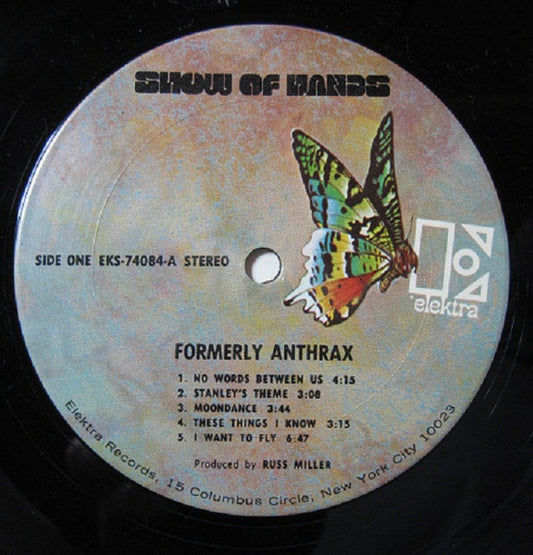 SHOW OF HANDS
SIDE ONE EKS-74084-A STEREO
elektra
FORMERLY ANTHRAX
1. NO WORDS BETWEEN US 4:15
2. STANLEY'S THEME 3:08
3. MOONDANCE 3:44
4. THESE THINGS I KNOW 3:15
5. I WANT TO FLY 6:47
Produced by RUSS MILLER
Elektra Records, 15 Columbus Circle, New York City 10023